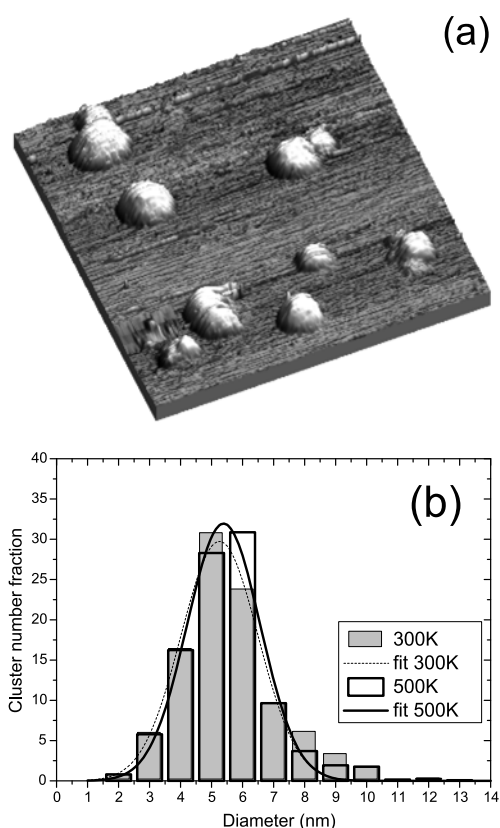 (a)
(b)
40
35
30
25
20
15
10
5
0
Cluster number fraction
300K
fit 300K
500K
fit 500K
0 1 2 3 4 5 6 7 8 9 10 11 12 13 14
Diameter (nm)